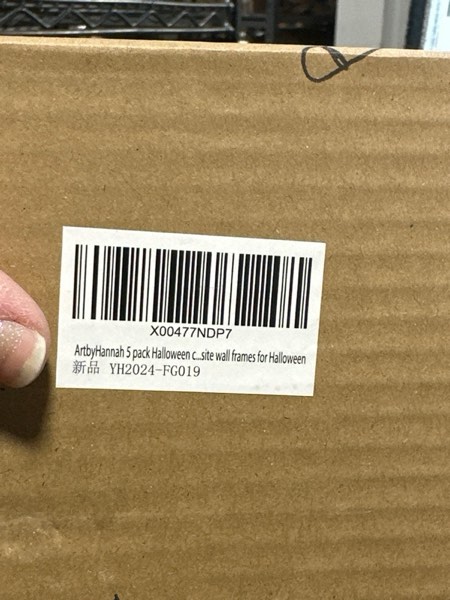 X00477NDP7
ArtbyHannah 5 pack Halloween c...site wall frames for Halloween
新品 YH2024-FG019